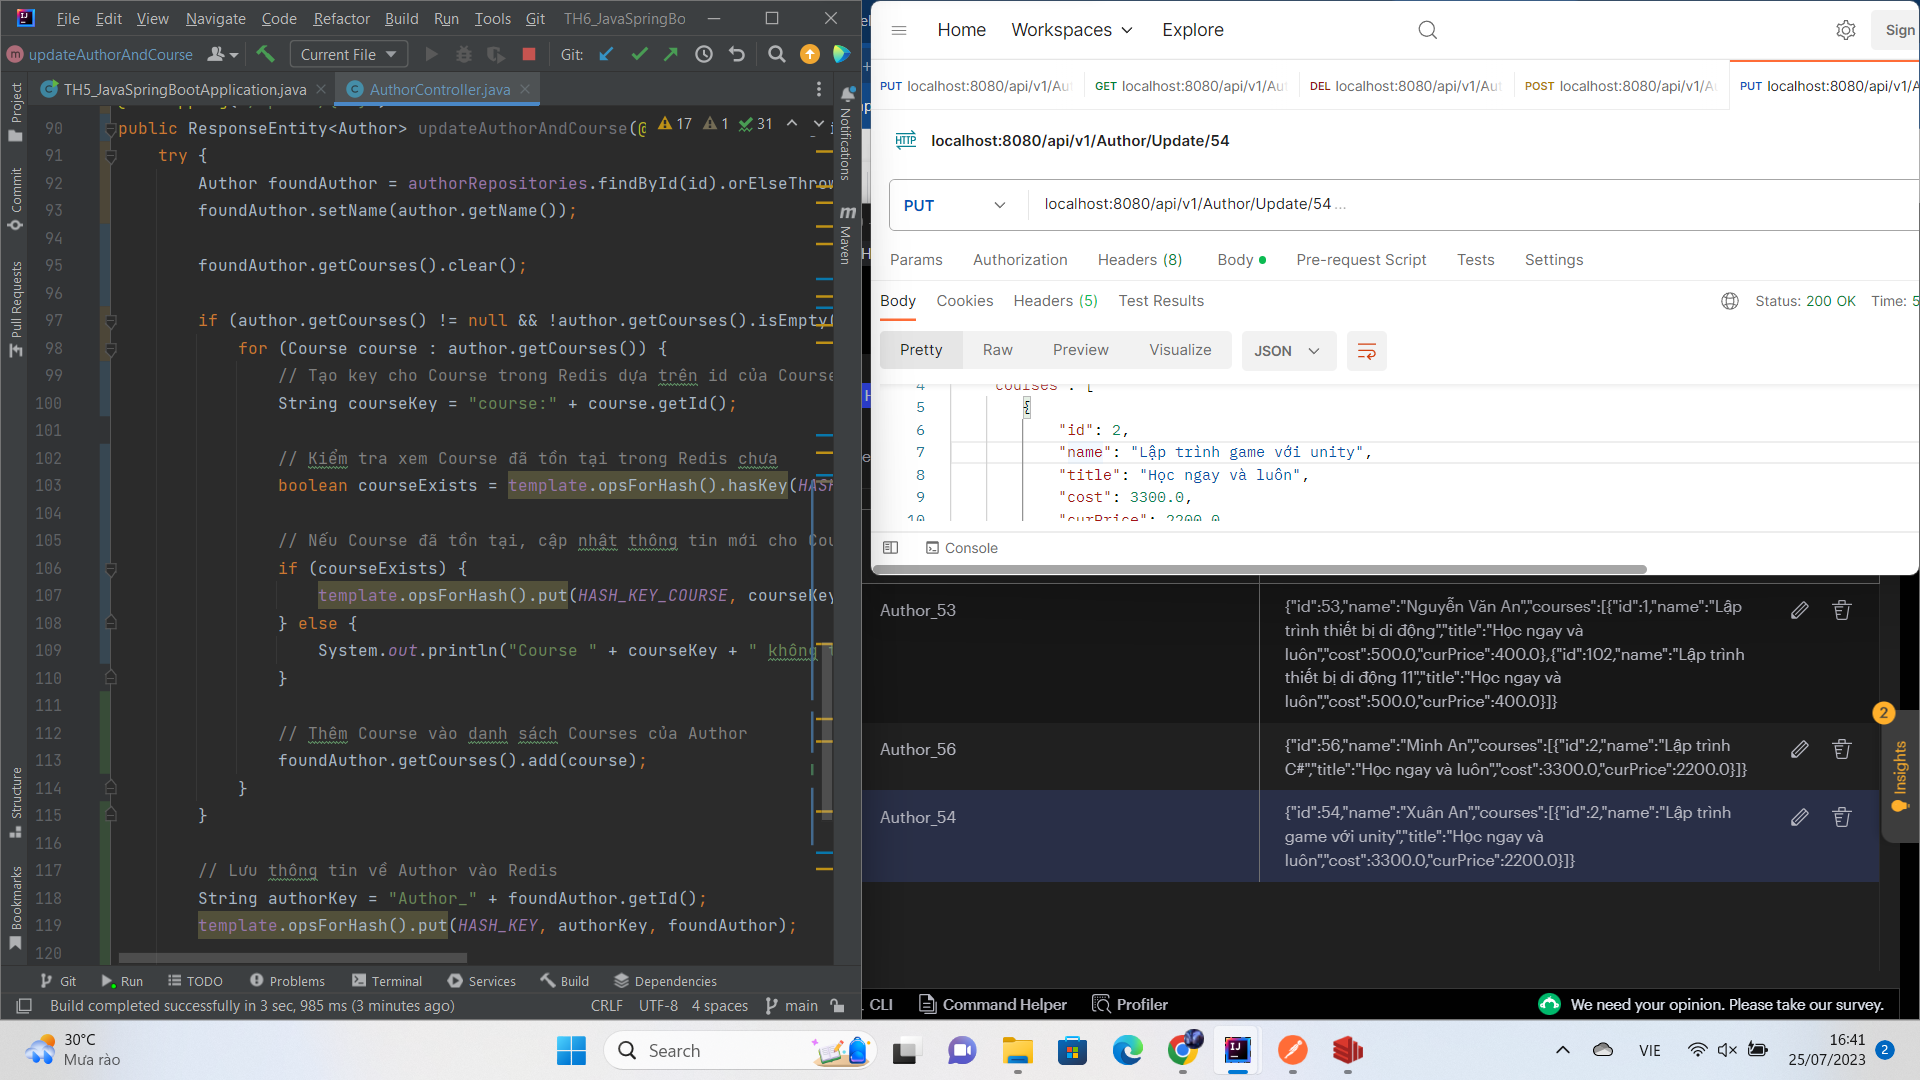 File Edit View Navigate Code Refactor Build Run Tools Git TH6_JavaSpringBo
updateAuthorAndCourse Current File Git:
TH5_JavaSpringBootApplication.java AuthorController.java
Project
Commit
Pull Requests
Structure
Bookmarks
Notifications
Maven
17 1 31
90 public ResponseEntity<Author> updateAuthorAndCourse(@
91 try {
92 Author foundAuthor = authorRepositories.findById(id).orElseThrow
93 foundAuthor.setName(author.getName());
94
95 foundAuthor.getCourses().clear();
96
97 if (author.getCourses() != null && !author.getCourses().isEmpty(
98 for (Course course : author.getCourses()) {
99 // Tạo key cho Course trong Redis dựa trên id của Course
100 String courseKey = "course:" + course.getId();
101
102 // Kiểm tra xem Course đã tồn tại trong Redis chưa
103 boolean courseExists = template.opsForHash().hasKey(HASH
104
105 // Nếu Course đã tồn tại, cập nhật thông tin mới cho Cou
106 if (courseExists) {
107 template.opsForHash().put(HASH_KEY_COURSE, courseKey
108 } else {
109 System.out.println("Course " + courseKey + " không t
110 }
111
112 // Thêm Course vào danh sách Courses của Author
113 foundAuthor.getCourses().add(course);
114 }
115 }
116
117 // Lưu thông tin về Author vào Redis
118 String authorKey = "Author_" + foundAuthor.getId();
119 template.opsForHash().put(HASH_KEY, authorKey, foundAuthor);
120
Git Run TODO Problems Terminal Services Build Dependencies
Build completed successfully in 3 sec, 985 ms (3 minutes ago) CRLF UTF-8 4 spaces main
Home Workspaces Explore Sign
PUT localhost:8080/api/v1/Aut GET localhost:8080/api/v1/Aut DEL localhost:8080/api/v1/Aut POST localhost:8080/api/v1/A PUT localhost:8080/api/v1/A
HTTP localhost:8080/api/v1/Author/Update/54
PUT localhost:8080/api/v1/Author/Update/54 ...
Params Authorization Headers (8) Body Pre-request Script Tests Settings
Body Cookies Headers (5) Test Results Status: 200 OK Time: 5
Pretty Raw Preview Visualize JSON
4 "courses": [
5 {
6 "id": 2,
7 "name": "Lập trình game với unity",
8 "title": "Học ngay và luôn",
9 "cost": 3300.0,
10 "curPrice": 2200.0
Console
Author_53 {"id":53,"name":"Nguyễn Văn An","courses":[{"id":1,"name":"Lập
trình thiết bị di động","title":"Học ngay và
luôn","cost":500.0,"curPrice":400.0},{"id":102,"name":"Lập trình
thiết bị di động 11","title":"Học ngay và
luôn","cost":500.0,"curPrice":400.0}]}
Author_56 {"id":56,"name":"Minh An","courses":[{"id":2,"name":"Lập trình
C#","title":"Học ngay và luôn","cost":3300.0,"curPrice":2200.0}]}
Author_54 {"id":54,"name":"Xuân An","courses":[{"id":2,"name":"Lập trình
game với unity","title":"Học ngay và
luôn","cost":3300.0,"curPrice":2200.0}]}
2
Insights
CLI Command Helper Profiler We need your opinion. Please take our survey.
30°C
Mưa rào
Search
VIE
16:41
25/07/2023
2